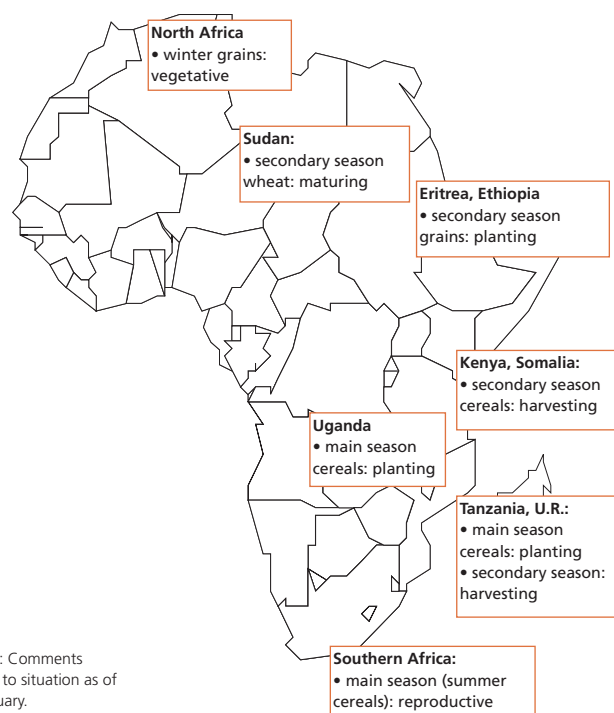 North Africa
• winter grains:
vegetative
Sudan:
• secondary season
wheat: maturing
Eritrea, Ethiopia
• secondary season
grains: planting
Kenya, Somalia:
• secondary season
cereals: harvesting
Uganda
• main season
cereals: planting
Tanzania, U.R.:
• main season
cereals: planting
• secondary season:
harvesting
: Comments
to situation as of
uary.
Southern Africa:
• main season (summer
cereals): reproductive